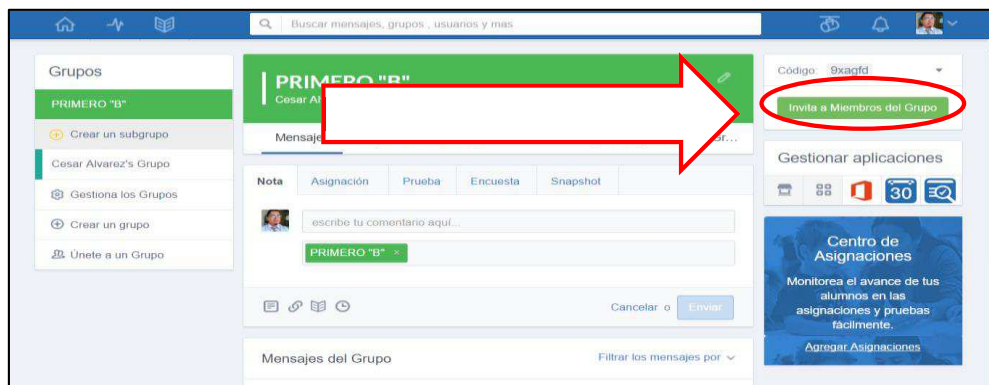 Buscar mensajes, grupos , usuarios y mas
Grupos
PRIMERO "B"
Crear un subgrupo
Cesar Alvarez's Grupo
Gestiona los Grupos
Crear un grupo
Únete a un Grupo
PRIMERO "B"
Cesar
Nota
Asignación
Prueba
Encuesta
Snapshot
escribe tu comentario aquí...
PRIMERO "B" ×
Cancelar o Enviar
Mensajes del Grupo
Filtrar los mensajes por
Código 9xagfd
Invita a Miembros del Grupo
Gestionar aplicaciones
30
Centro de
Asignaciones
Monitorea el avance de tus
alumnos en las
asignaciones y pruebas
fácilmente.
Agregar Asignaciones